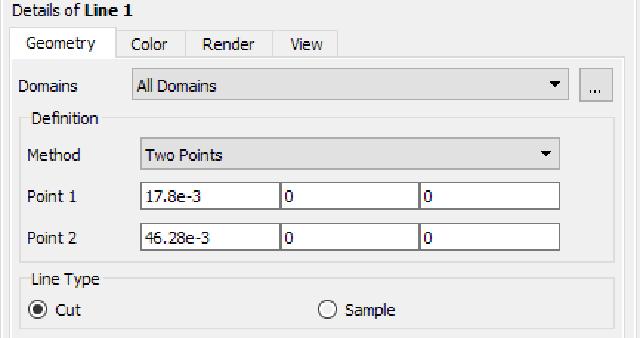 Details of Line 1
Geometry Color Render View
Domains All Domains ...
Definition
Method Two Points
Point 1 17.8e-3 0 0
Point 2 46.28e-3 0 0
Line Type
Cut Sample